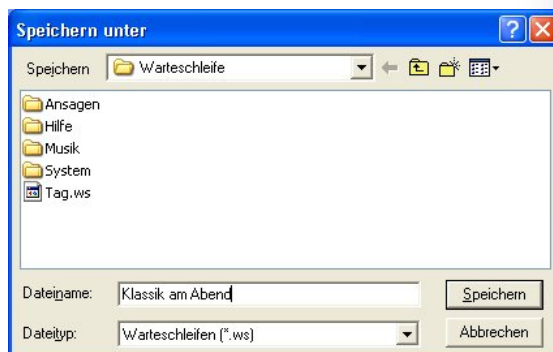 Speichern unter
Speichern Warteschleife
Ansagen
Hilfe
Musik
System
Tag.ws
Dateiname: Klassik am Abend Speichern
Dateityp: Warteschleifen (*.ws) Abbrechen